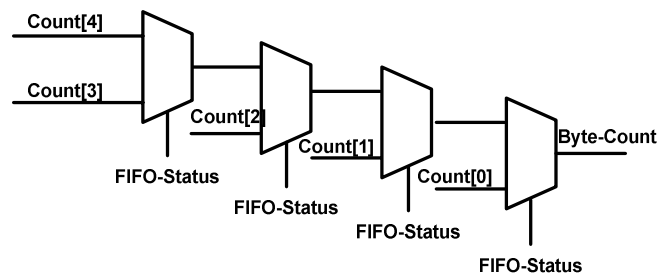 Count[4]
Count[3]
Count[2]
Count[1]
Byte-Count
Count[0]
FIFO-Status
FIFO-Status
FIFO-Status
FIFO-Status